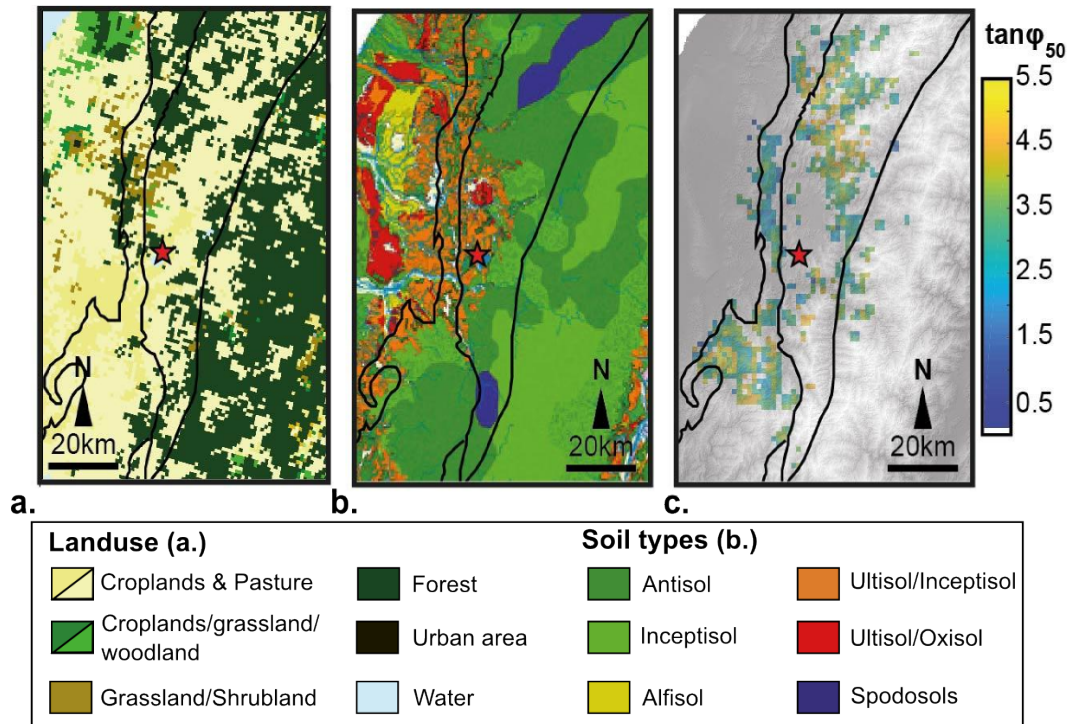 tanφ50
5.5
4.5
3.5
2.5
1.5
0.5
N
20km
N
20km
N
20km
a.
b.
c.
Landuse (a.)
Croplands & Pasture
Croplands/grassland/
woodland
Grassland/Shrubland
Forest
Urban area
Water
Soil types (b.)
Antisol
Inceptisol
Alfisol
Ultisol/Inceptisol
Ultisol/Oxisol
Spodosols